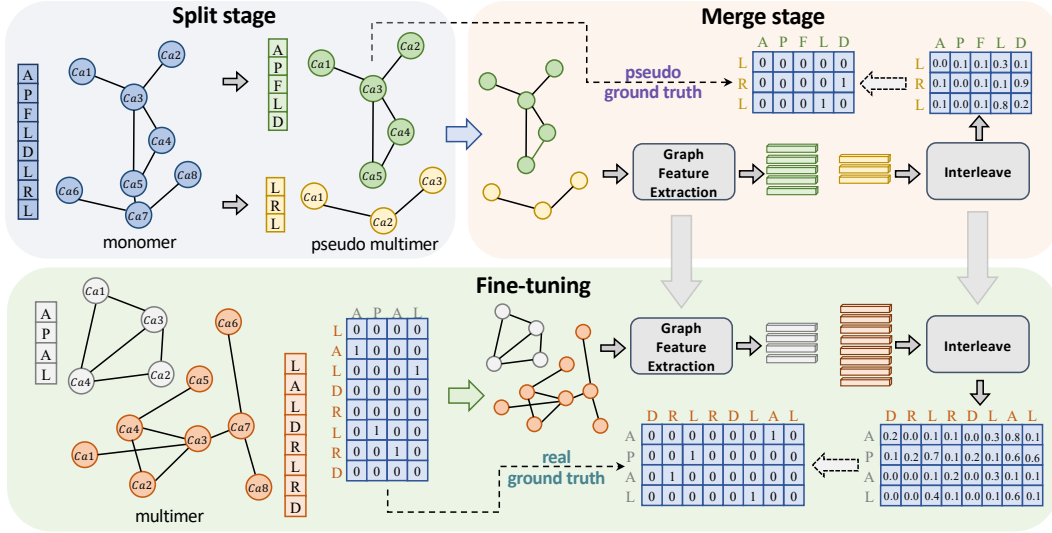 Split stage
A
P
F
L
D
L
R
L
Ca1
Ca2
Ca3
Ca4
Ca5
Ca6
Ca8
Ca7
monomer
A
P
F
L
D
L
R
L
Ca1
Ca2
Ca3
Ca4
Ca5
Ca1
Ca3
Ca2
pseudo multimer
Merge stage
pseudo
ground truth
A P F L D
L 0 0 0 0 0
R 0 0 0 0 1
L 0 0 0 1 0
A P F L D
L 0.0 0.1 0.1 0.3 0.1
R 0.1 0.0 0.1 0.1 0.9
L 0.1 0.0 0.1 0.8 0.2
Graph
Feature
Extraction
Interleave
Fine-tuning
A
P
A
L
Ca1
Ca3
Ca4
Ca2
Ca6
Ca5
Ca4
Ca3
Ca7
Ca1
Ca2
Ca8
multimer
L
A
L
D
R
L
R
D
A P A L
L 0 0 0 0
A 1 0 0 0
L 0 0 0 1
D 0 0 0 0
R 0 0 0 0
L 0 1 0 0
R 0 0 1 0
D 0 0 0 0
real
ground truth
Graph
Feature
Extraction
Interleave
D R L R D L A L
A 0 0 0 0 0 0 1 0
P 0 0 1 0 0 0 0 0
A 0 1 0 0 0 0 0 0
L 0 0 0 0 0 1 0 0
D R L R D L A L
A 0.2 0.0 0.1 0.1 0.0 0.3 0.8 0.1
P 0.1 0.2 0.7 0.1 0.2 0.1 0.6 0.6
A 0.0 0.0 0.1 0.2 0.0 0.3 0.1 0.1
L 0.0 0.0 0.4 0.1 0.0 0.1 0.6 0.1